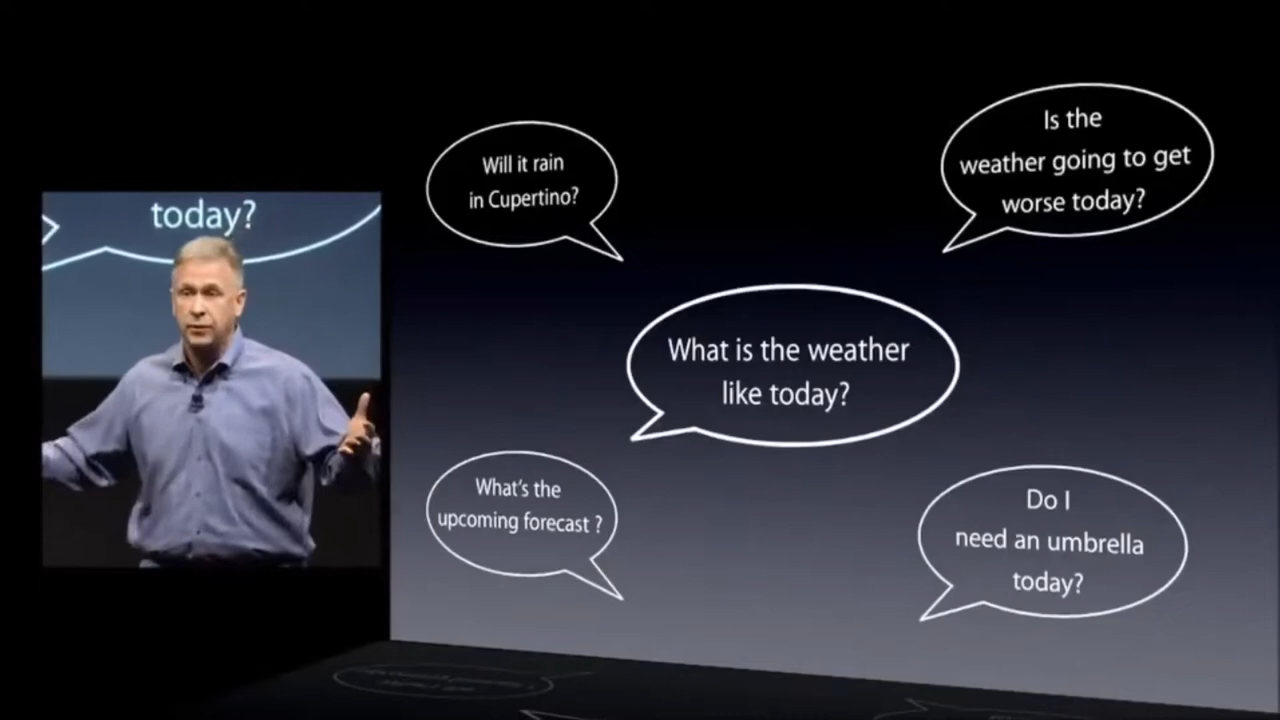 today?
Will it rain
in Cupertino?
Is the
weather going to get
worse today?
What is the weather
like today?
What's the
upcoming forecast ?
Do I
need an umbrella
today?